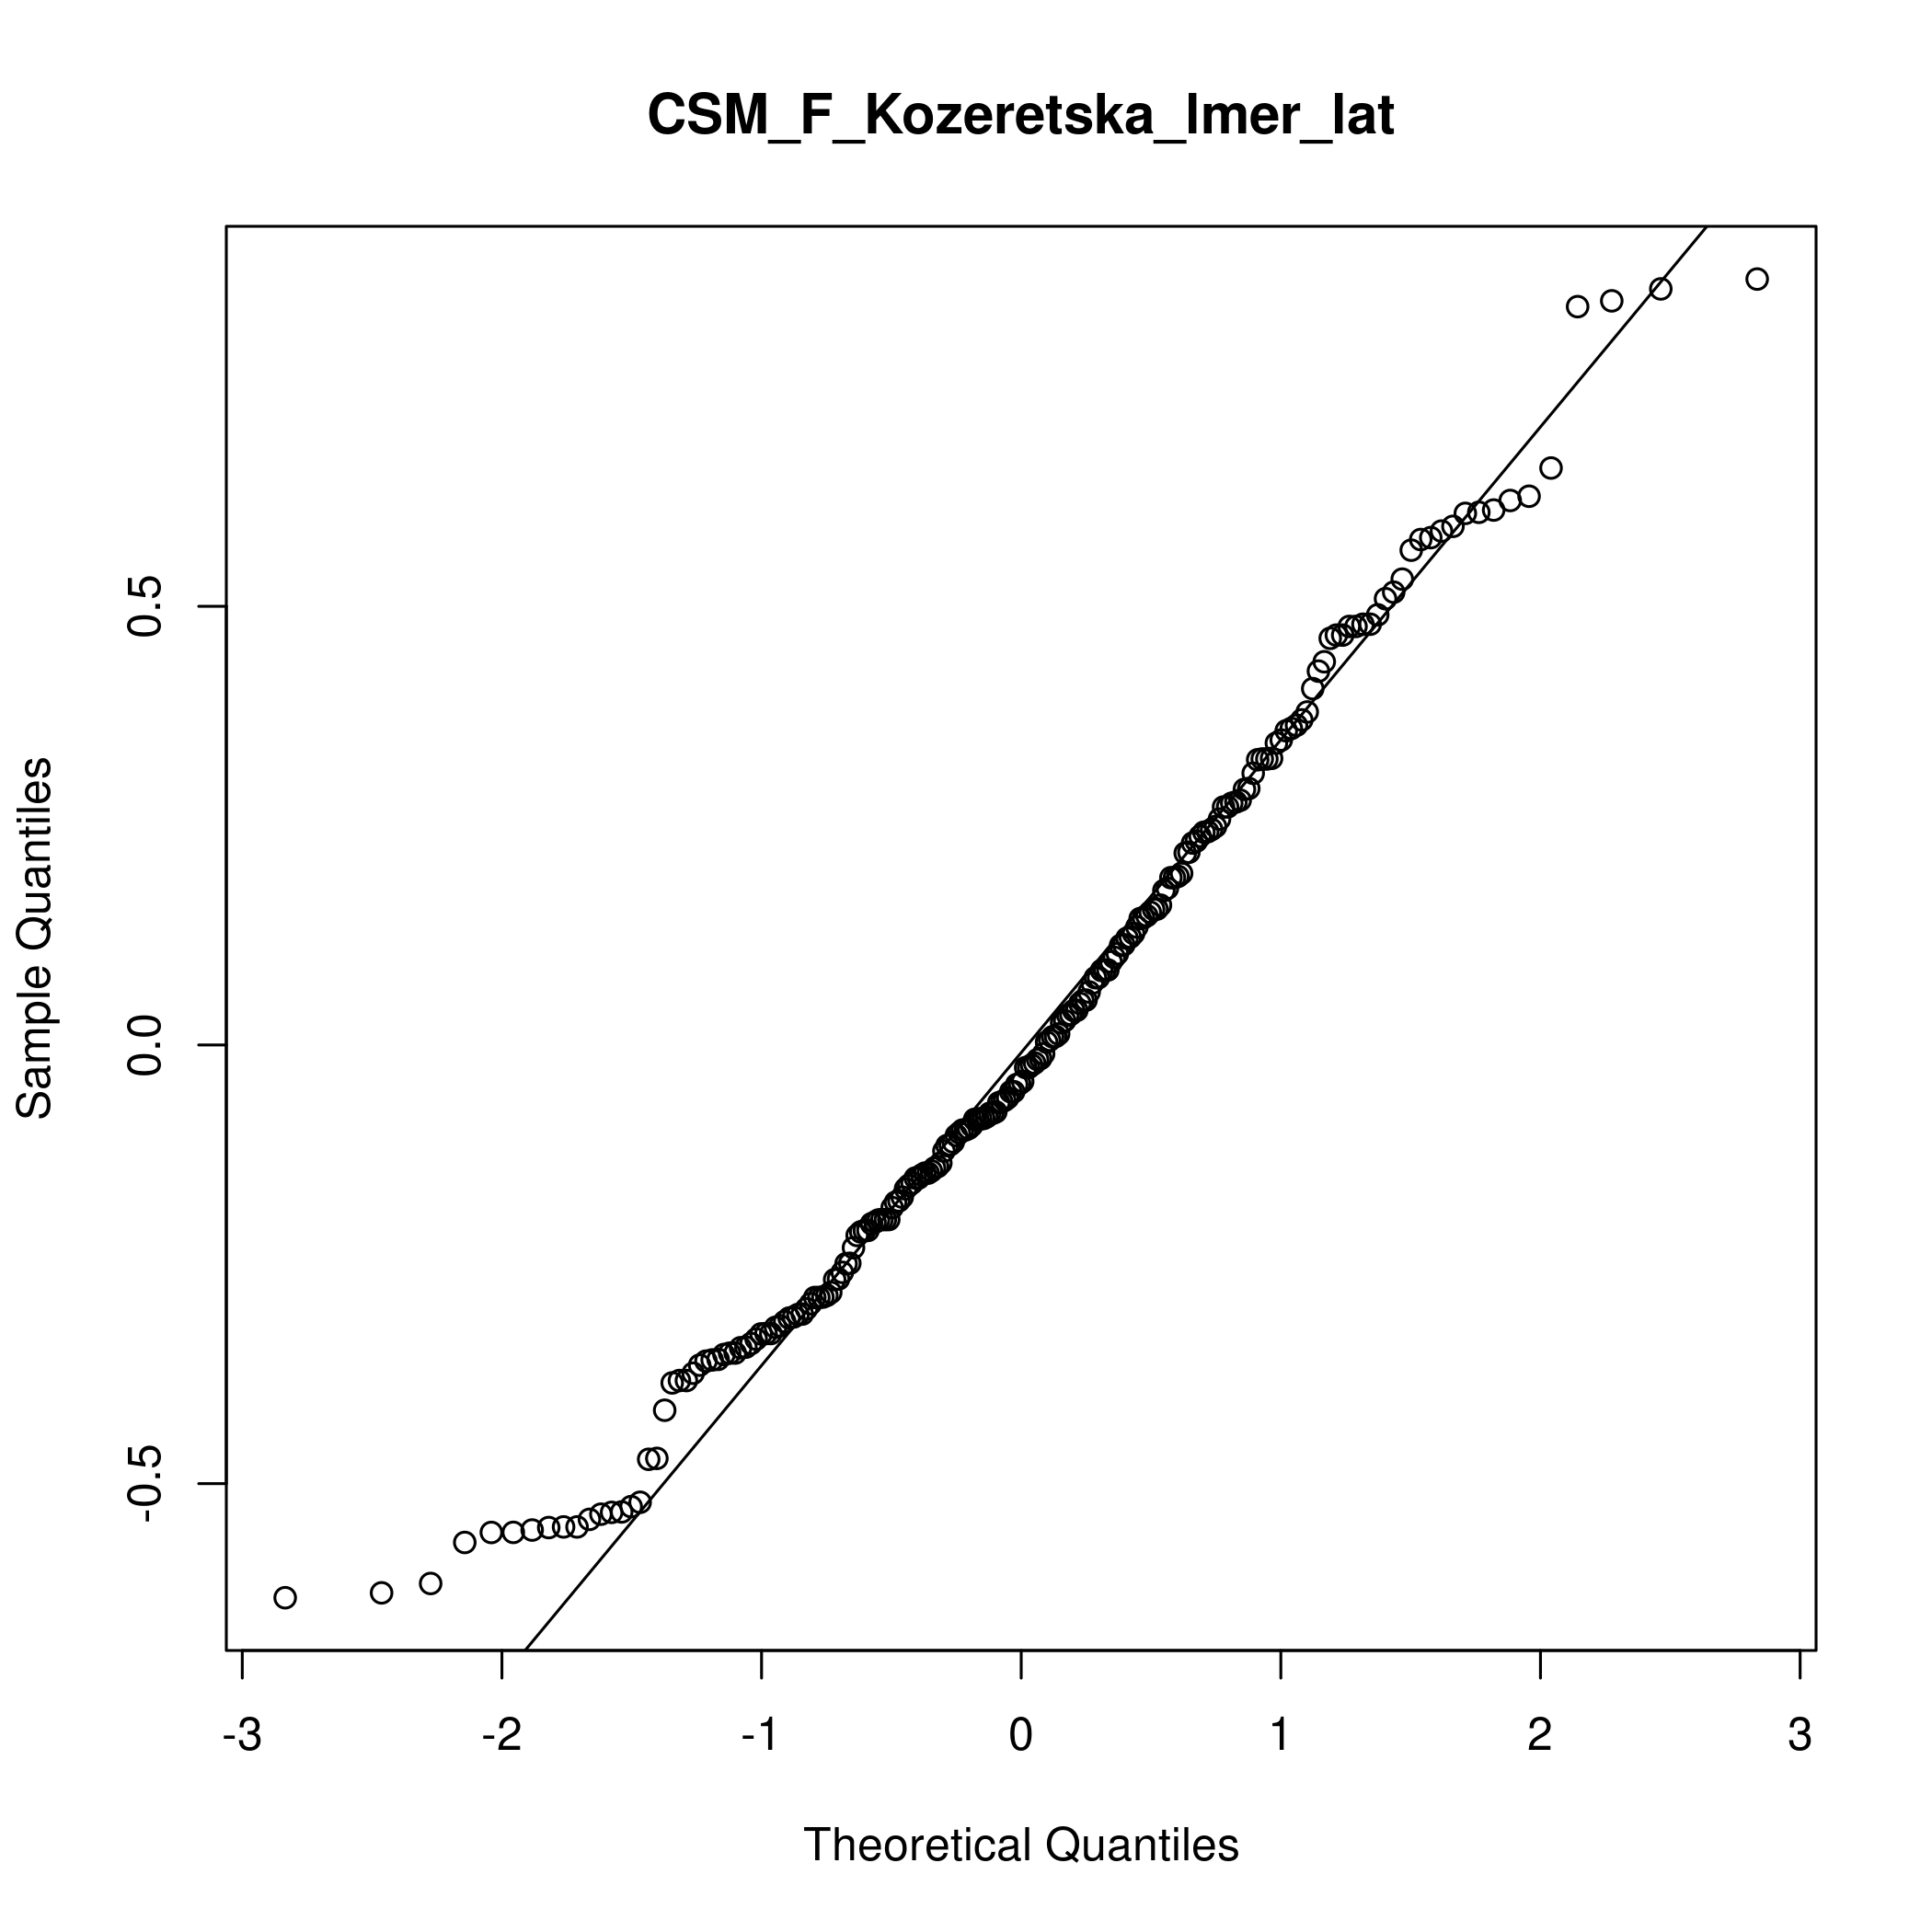 CSM_F_Kozeretska_lmer_lat
Sample Quantiles
0.5
0.0
-0.5
-3 -2 -1 0 1 2 3
Theoretical Quantiles